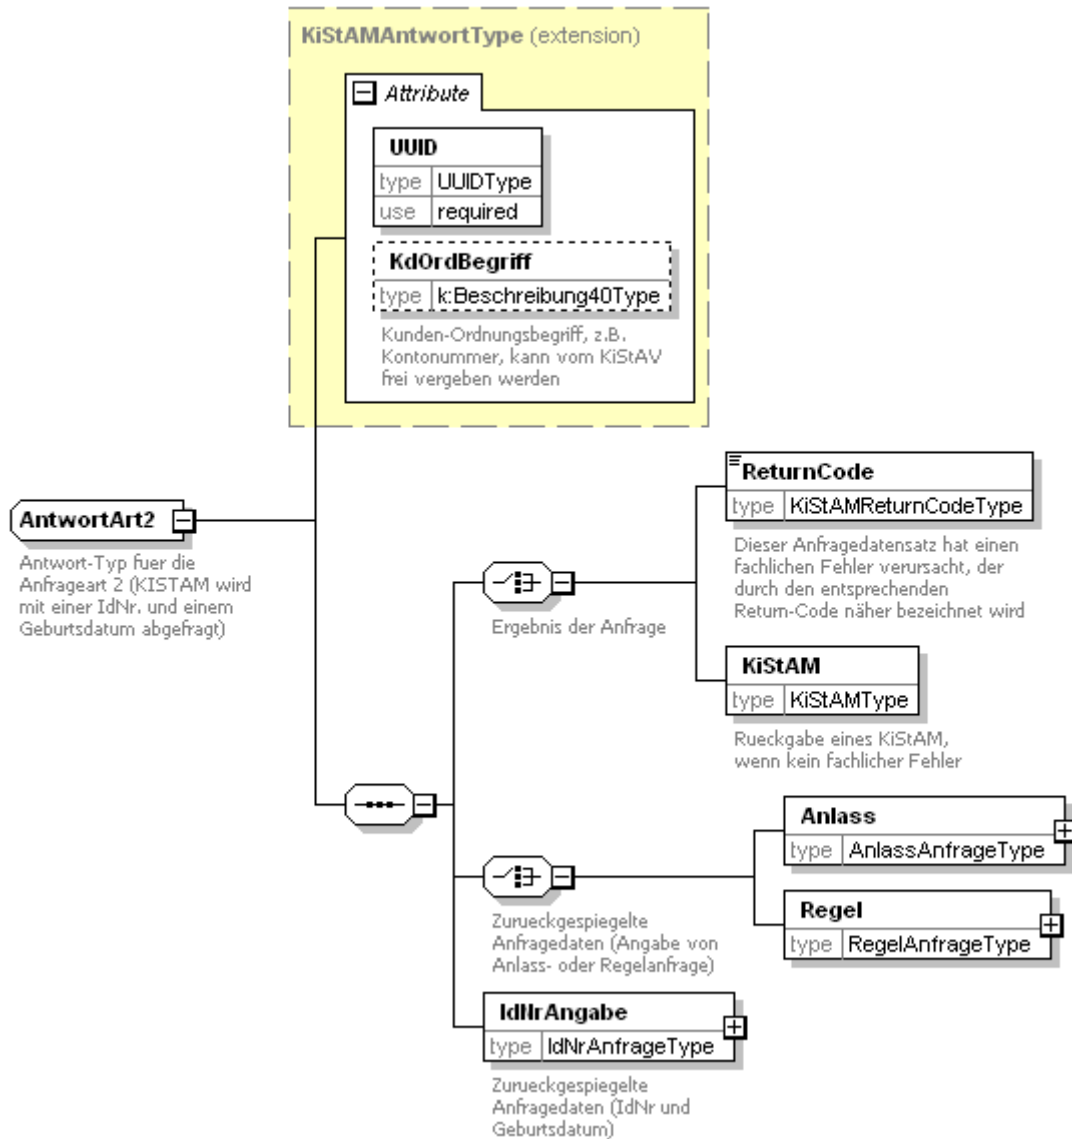 KiStAMAntwortType (extension)
Attribute
UUID
type UUIDType
use required
KdOrdBegriff
type k:Beschreibung40Type
Kunden-Ordnungsbegriff, z.B.
Kontonummer, kann vom KiStAV
frei vergeben werden
AntwortArt2
Antwort-Typ fuer die
Anfrageart 2 (KISTAM wird
mit einer IdNr. und einem
Geburtsdatum abgefragt)
Ergebnis der Anfrage
ReturnCode
type KiStAMReturnCodeType
Dieser Anfragedatensatz hat einen
fachlichen Fehler verursacht, der
durch den entsprechenden
Return-Code näher bezeichnet wird
KiStAM
type KiStAMType
Rueckgabe eines KiStAM,
wenn kein fachlicher Fehler
Zurueckgespiegelte
Anfragedaten (Angabe von
Anlass- oder Regelanfrage)
Anlass
type AnlassAnfrageType
Regel
type RegelAnfrageType
IdNrAngabe
type IdNrAnfrageType
Zurueckgespiegelte
Anfragedaten (IdNr und
Geburtsdatum)